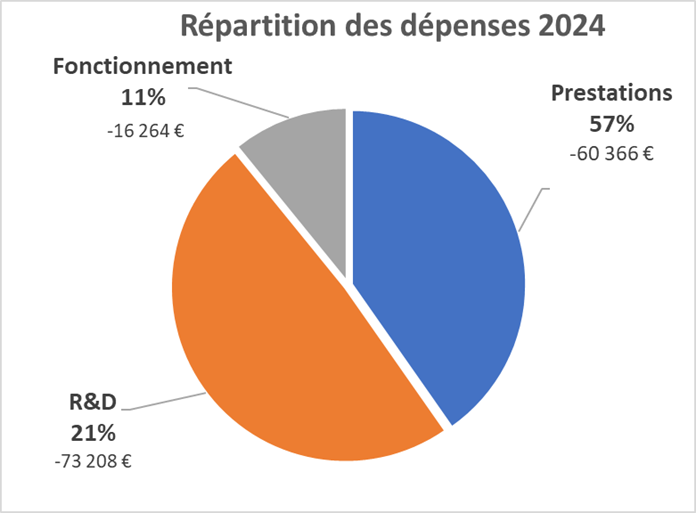 Répartition des dépenses 2024
Fonctionnement
11%
-16 264 €
Prestations
57%
-60 366 €
R&D
21%
-73 208 €